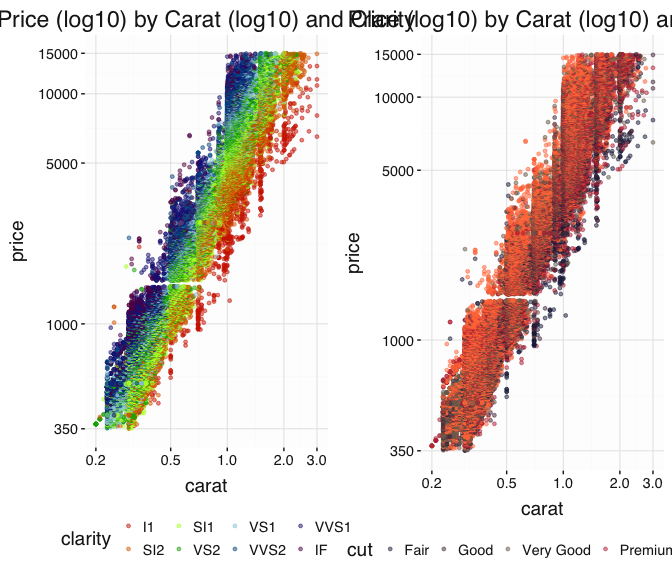 Price (log10) by Carat (log10) and Clarity
Price (log10) by Carat (log10) a
15000
10000
5000
1000
350
price
0.2 0.5 1.0 2.0 3.0
carat
clarity
I1 SI1 VS1 VVS1
SI2 VS2 VVS2 IF
15000
10000
5000
1000
350
price
0.2 0.5 1.0 2.0 3.0
carat
cut Fair Good Very Good Premium